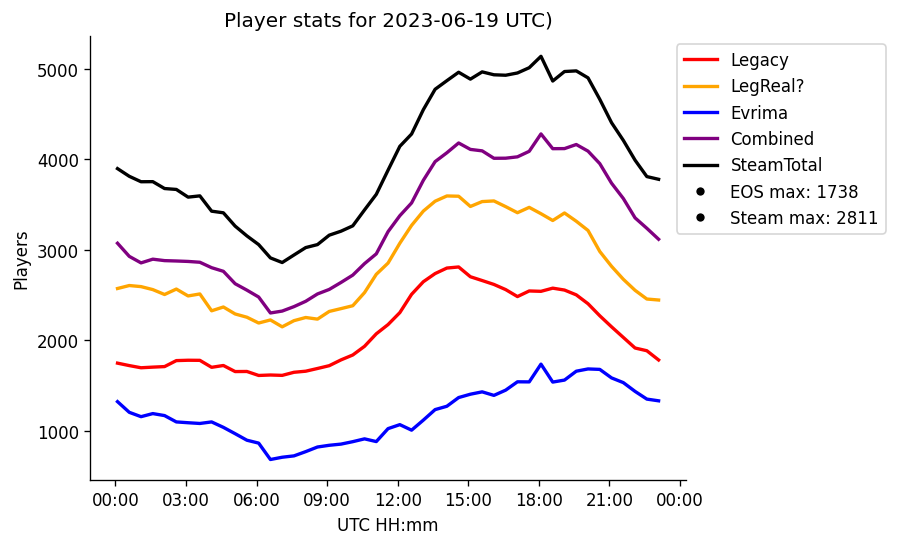 Player stats for 2023-06-19 UTC)
Players
5000
4000
3000
2000
1000
00:00 03:00 06:00 09:00 12:00 15:00 18:00 21:00 00:00
UTC HH:mm
Legacy
LegReal?
Evrima
Combined
SteamTotal
EOS max: 1738
Steam max: 2811